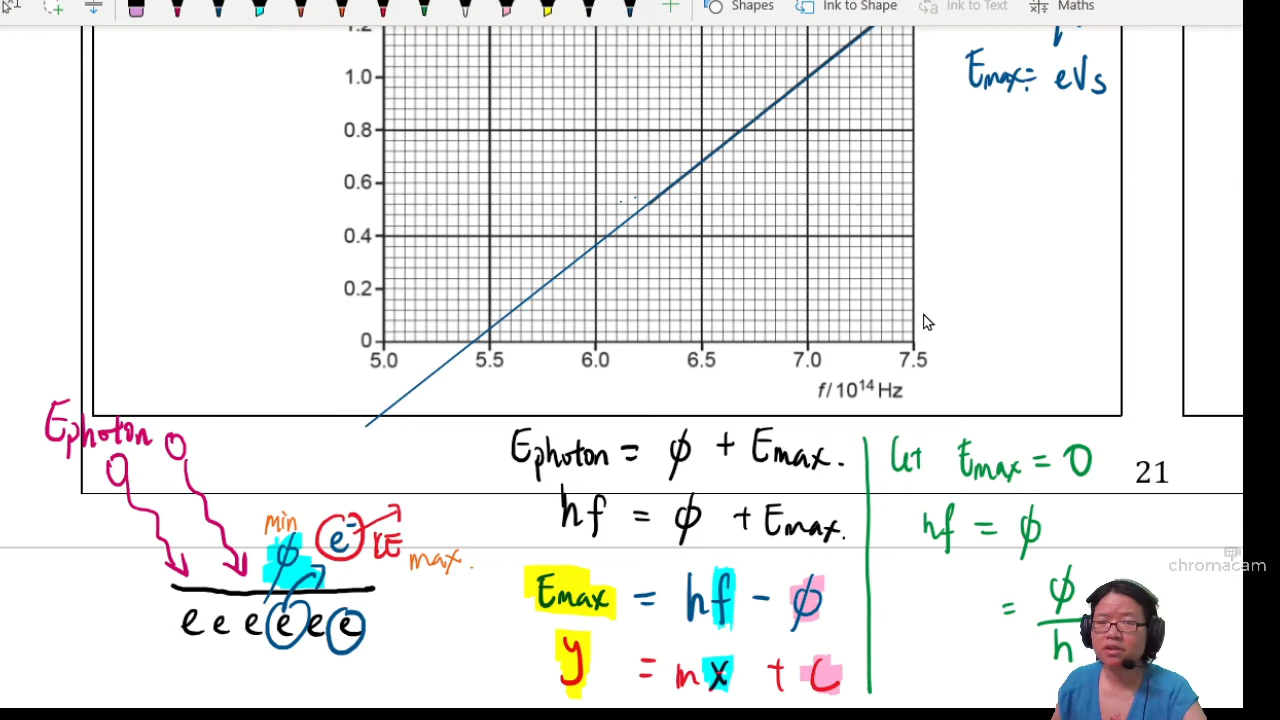 Shapes Ink to Shape Ink to Text Maths
1.2
1.0
0.8
0.6
0.4
0.2
0
5.0 5.5 6.0 6.5 7.0 7.5
f/10¹⁴ Hz
Emax = eVs
21
Ephoton
min
ϕ
e⁻
KE max.
e e e e e e
Ephoton = ϕ + Emax.
hf = ϕ + Emax.
Emax = hf − ϕ
y = mx + c
Let Emax = 0
hf = ϕ
= ϕ/h
chromacam